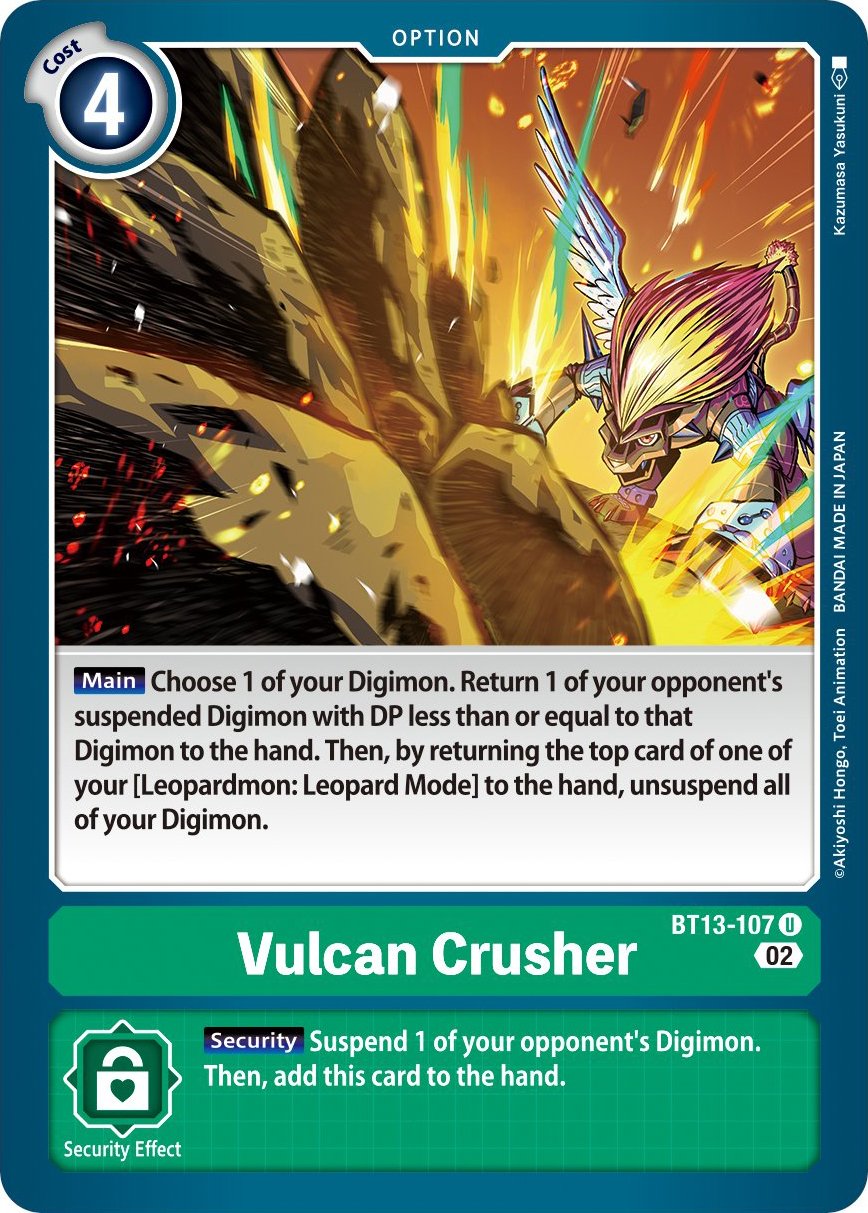 OPTION
Cost
4
Kazumasa Yasukuni
Main Choose 1 of your Digimon. Return 1 of your opponent's
suspended Digimon with DP less than or equal to that
Digimon to the hand. Then, by returning the top card of one of
your [Leopardmon: Leopard Mode] to the hand, unsuspend all
of your Digimon.
©Akiyoshi Hongo, Toei Animation BANDAI MADE IN JAPAN
BT13-107 U
Vulcan Crusher
02
Security Suspend 1 of your opponent's Digimon.
Then, add this card to the hand.
Security Effect